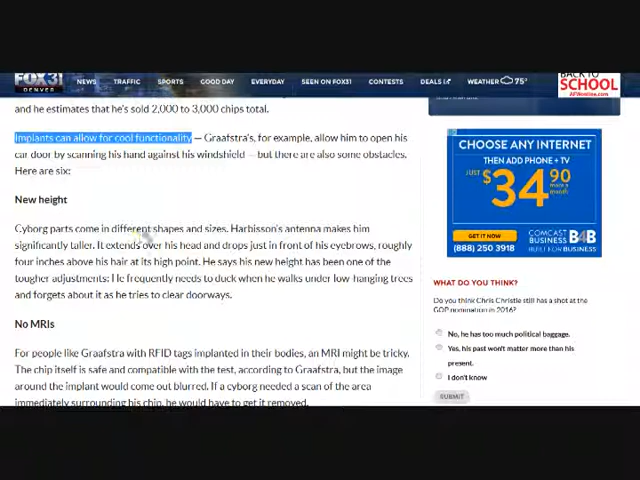 FOX31
DENVER
NEWS TRAFFIC SPORTS GOOD DAY EVERYDAY SEEN ON FOX31 CONTESTS DEALS WEATHER 75°
BACK TO
SCHOOL
and he estimates that he's sold 2,000 to 3,000 chips total.
Implants can allow for cool functionality — Graafstra's, for example, allow him to open his
car door by scanning his hand against his windshield — but there are also some obstacles.
Here are six:
New height
Cyborg parts come in different shapes and sizes. Harbisson's antenna makes him
significantly taller. It extends over his head and drops just in front of his eyebrows, roughly
four inches above his hair at its high point. He says his new height has been one of the
tougher adjustments: He frequently needs to duck when he walks under low-hanging trees
and forgets about it as he tries to clear doorways.
No MRIs
For people like Graafstra with RFID tags implanted in their bodies, an MRI might be tricky.
The chip itself is safe and compatible with the test, according to Graafstra, but the image
around the implant would come out blurred. If a cyborg needed a scan of the area
immediately surrounding his chip, he would have to get it removed.
CHOOSE ANY INTERNET
THEN ADD PHONE + TV
JUST $34.90
GET IT NOW
(888) 250 3918
COMCAST
BUSINESS B4B
BUILT FOR BUSINESS
WHAT DO YOU THINK?
Do you think Chris Christie still has a shot at the
GOP nomination in 2016?
No, he has too much political baggage.
Yes, his past won't matter more than his
present.
I don't know
SUBMIT